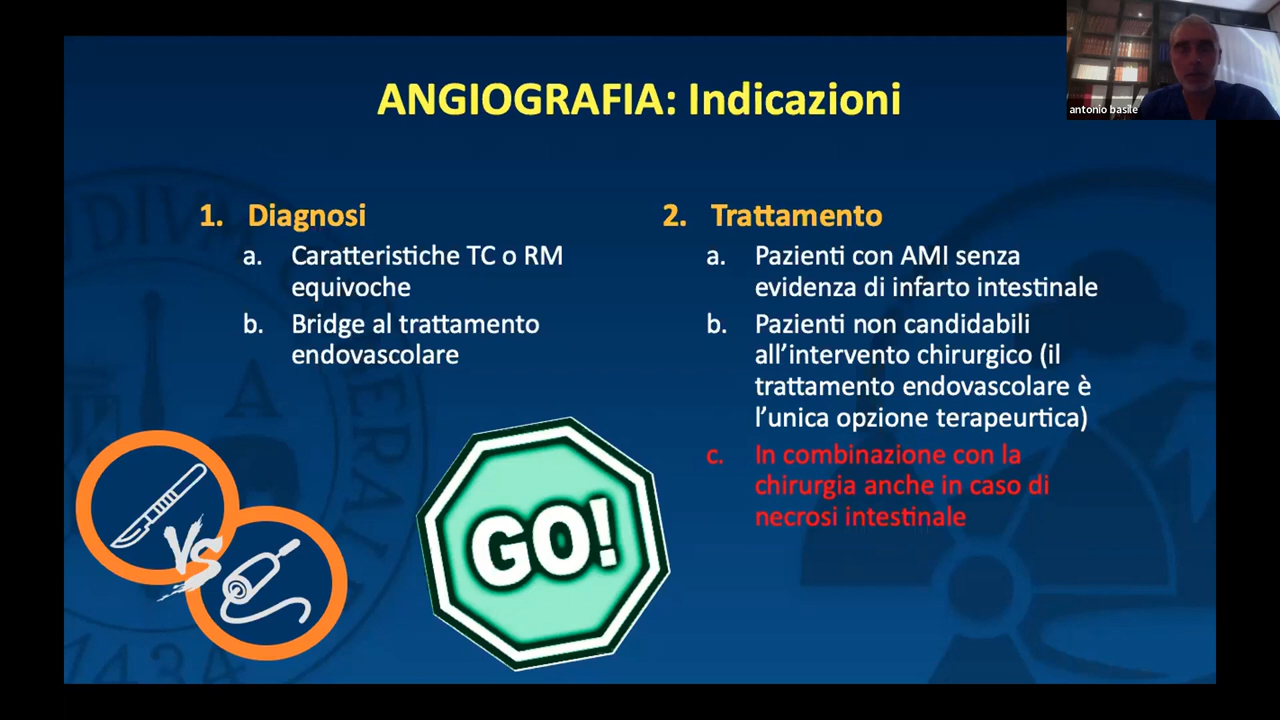 antonio basile
ANGIOGRAFIA: Indicazioni
1. Diagnosi
a. Caratteristiche TC o RM
equivoche
b. Bridge al trattamento
endovascolare
2. Trattamento
a. Pazienti con AMI senza
evidenza di infarto intestinale
b. Pazienti non candidabili
all’intervento chirurgico (il
trattamento endovascolare è
l’unica opzione terapeurtica)
c. In combinazione con la
chirurgia anche in caso di
necrosi intestinale
VS
GO!
1434